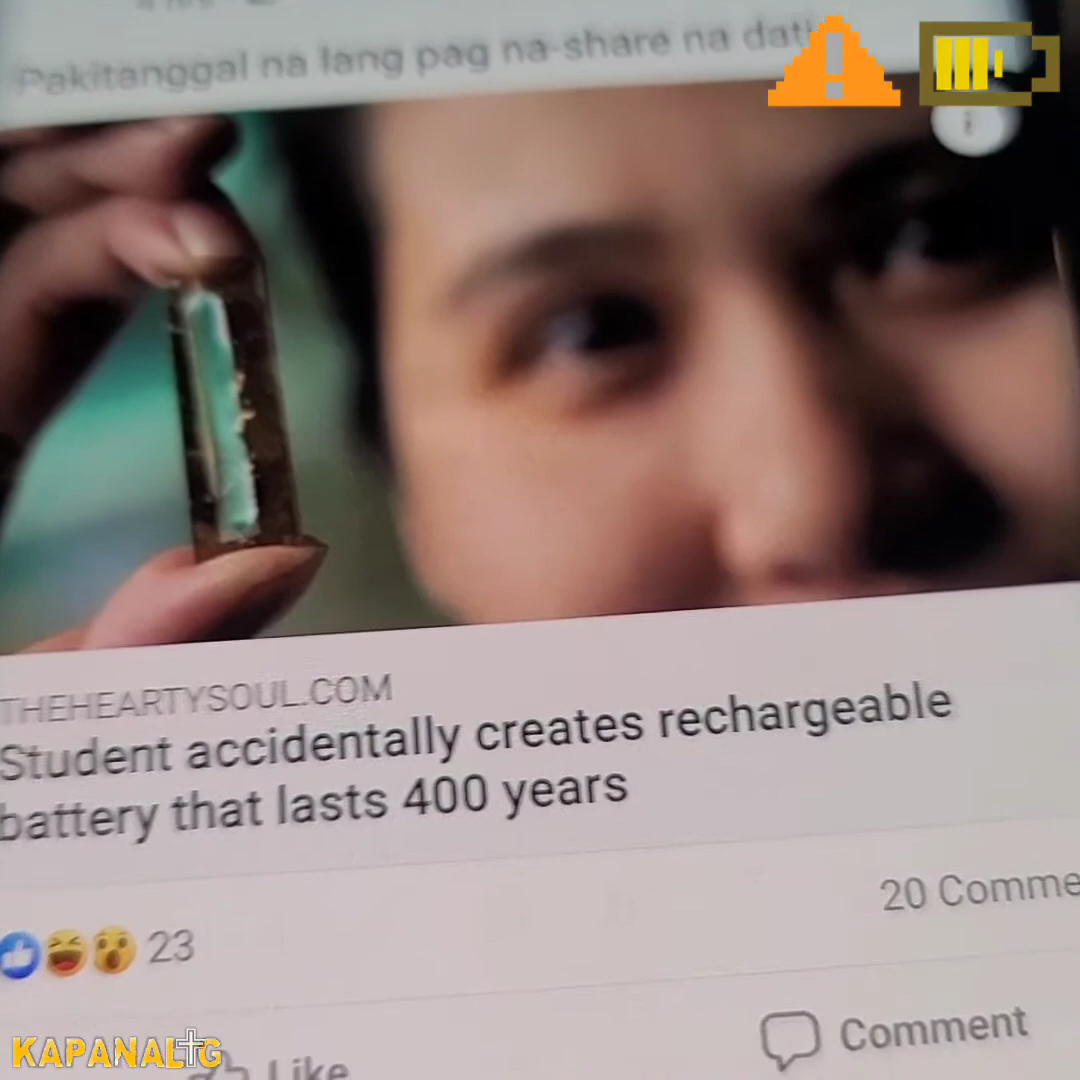 Pakitanggal na lang pag na-share na dati
THEHEARTYSOUL.COM
Student accidentally creates rechargeable
battery that lasts 400 years
20 Comme
23
Comment
Like
KAPANALIG